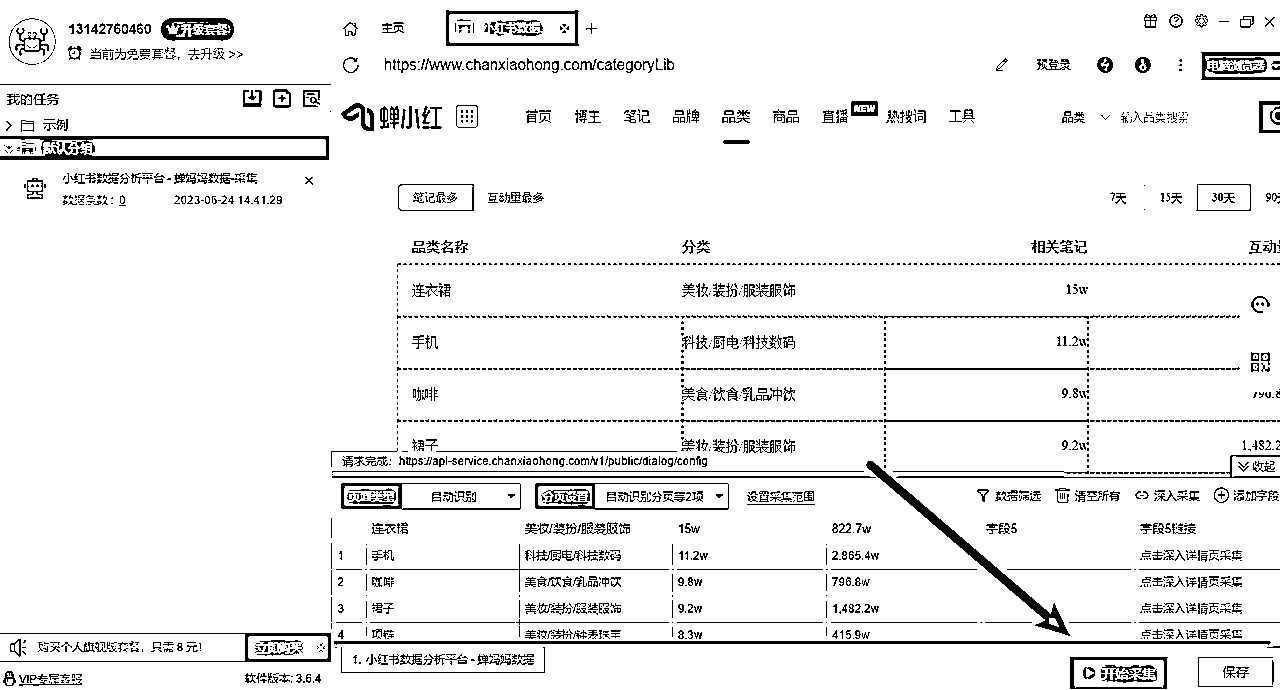 13142760460 升级套餐
当前为免费套餐，去升级 >>
我的任务
示例
默认分组
小红书数据分析平台 - 蝉妈妈数据-采集
数据条数：0 2023-06-24 14:41:29
购买个人旗舰版套餐，只需 8 元！ 立即购买
VIP专属客服 软件版本: 3.6.4
主页 小红书数据
https://www.chanxiaohong.com/categoryLib 预登录 电脑浏览器
蝉小红 首页 博主 笔记 品牌 品类 商品 直播 NEW 热搜词 工具 品类 输入品类搜索
笔记最多 互动量最多 7天 15天 30天 90天
品类名称 分类 相关笔记 互动量
连衣裙 美妆/装扮/服装服饰 15w
手机 科技/厨电/科技数码 11.2w
咖啡 美食/饮食/乳品冲饮 9.8w 796.8
裙子 美妆/装扮/服装服饰 9.2w 1,482.2
请求完成: https://api-service.chanxiaohong.com/v1/public/dialog/config 收起
页面类型 自动识别 分页设置 自动识别分页等2项 设置采集范围 数据筛选 清空所有 深入采集 添加字段
连衣裙 美妆/装扮/服装服饰 15w 822.7w 字段5 字段5链接
1 手机 科技/厨电/科技数码 11.2w 2,865.4w 点击深入详情页采集
2 咖啡 美食/饮食/乳品冲饮 9.8w 796.8w 点击深入详情页采集
3 裙子 美妆/装扮/服装服饰 9.2w 1,482.2w 点击深入详情页采集
4 项链 美妆/装扮/钟表珠宝 8.3w 415.9w 点击深入详情页采集
1. 小红书数据分析平台 - 蝉妈妈数据
开始采集 保存